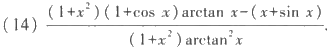 (14) \frac{(1+x^2)(1+\cos x)\arctan x-(x+\sin x)}{(1+x^2)\arctan^2 x}.